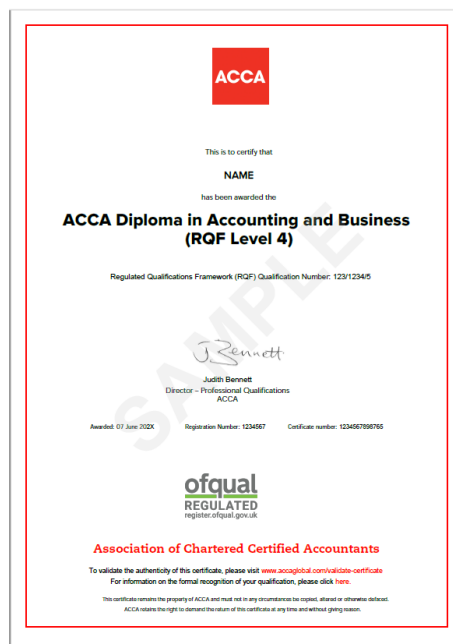 ACCA
This is to certify that
NAME
has been awarded the
ACCA Diploma in Accounting and Business
(RQF Level 4)
Regulated Qualifications Framework (RQF) Qualification Number: 123/1234/5
SAMPLE
J Bennett
Judith Bennett
Director – Professional Qualifications
ACCA
Awarded: 07 June 202X Registration Number: 1234567 Certificate number: 1234567898765
ofqual
REGULATED
register.ofqual.gov.uk
Association of Chartered Certified Accountants
To validate the authenticity of this certificate, please visit www.accaglobal.com/validate-certificate
For information on the formal recognition of your qualification, please click here.
This certificate remains the property of ACCA and must not in any circumstances be copied, altered or otherwise defaced.
ACCA retains the right to demand the return of this certificate at any time and without giving reason.